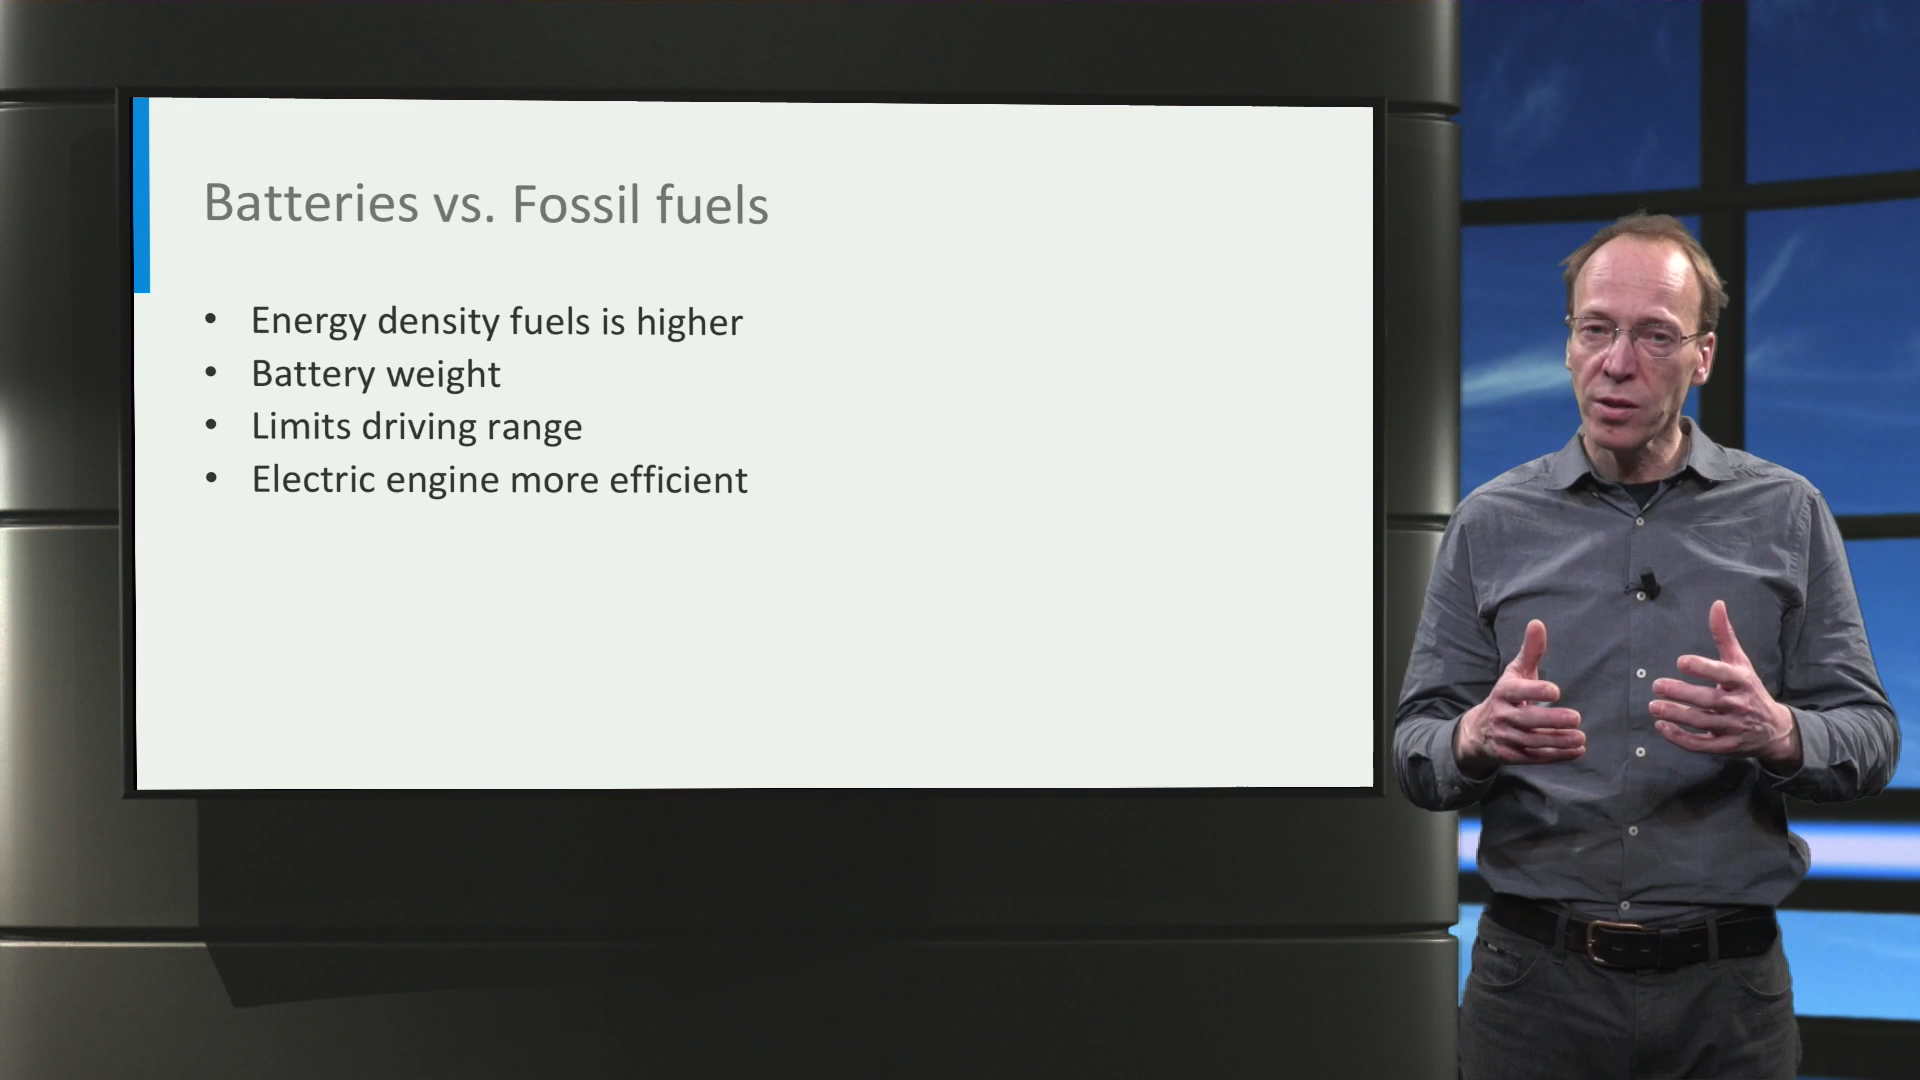 Batteries vs. Fossil fuels
• Energy density fuels is higher
• Battery weight
• Limits driving range
• Electric engine more efficient